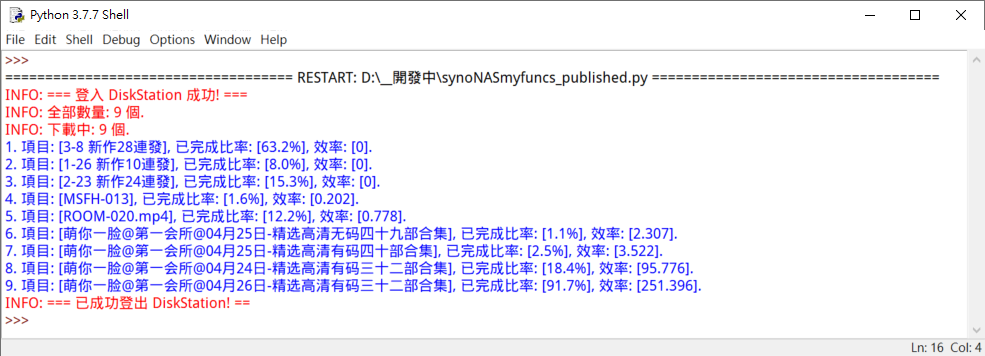 Python 3.7.7 Shell
File Edit Shell Debug Options Window Help
>>>
==================================== RESTART: D:\__開發中\synoNASmyfuncs_published.py ====================================
INFO: === 登入 DiskStation 成功! ===
INFO: 全部數量: 9 個.
INFO: 下載中: 9 個.
1. 項目: [3-8 新作28連發], 已完成比率: [63.2%], 效率: [0].
2. 項目: [1-26 新作10連發], 已完成比率: [8.0%], 效率: [0].
3. 項目: [2-23 新作24連發], 已完成比率: [15.3%], 效率: [0].
4. 項目: [MSFH-013], 已完成比率: [1.6%], 效率: [0.202].
5. 項目: [ROOM-020.mp4], 已完成比率: [12.2%], 效率: [0.778].
6. 項目: [萌你一脸@第一会所@04月25日-精选高清无码四十九部合集], 已完成比率: [1.1%], 效率: [2.307].
7. 項目: [萌你一脸@第一会所@04月25日-精选高清有码四十部合集], 已完成比率: [2.5%], 效率: [3.522].
8. 項目: [萌你一脸@第一会所@04月24日-精选高清有码三十二部合集], 已完成比率: [18.4%], 效率: [95.776].
9. 項目: [萌你一脸@第一会所@04月26日-精选高清有码三十二部合集], 已完成比率: [91.7%], 效率: [251.396].
INFO: === 已成功登出 DiskStation! ==
>>>
Ln: 16 Col: 4